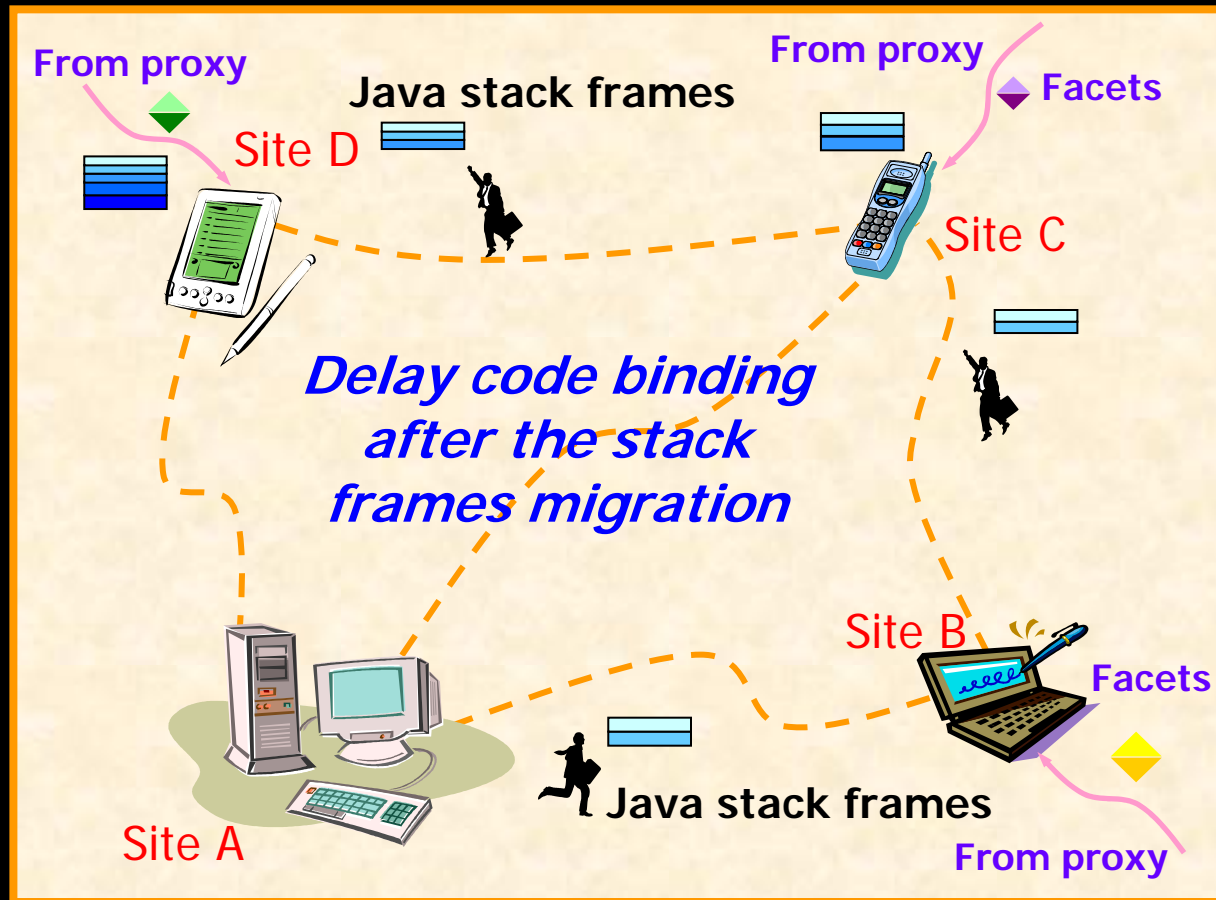 From proxy
Java stack frames
From proxy
Facets
Site D
Site C
Delay code binding
after the stack
frames migration
Site B
Facets
Java stack frames
Site A
From proxy